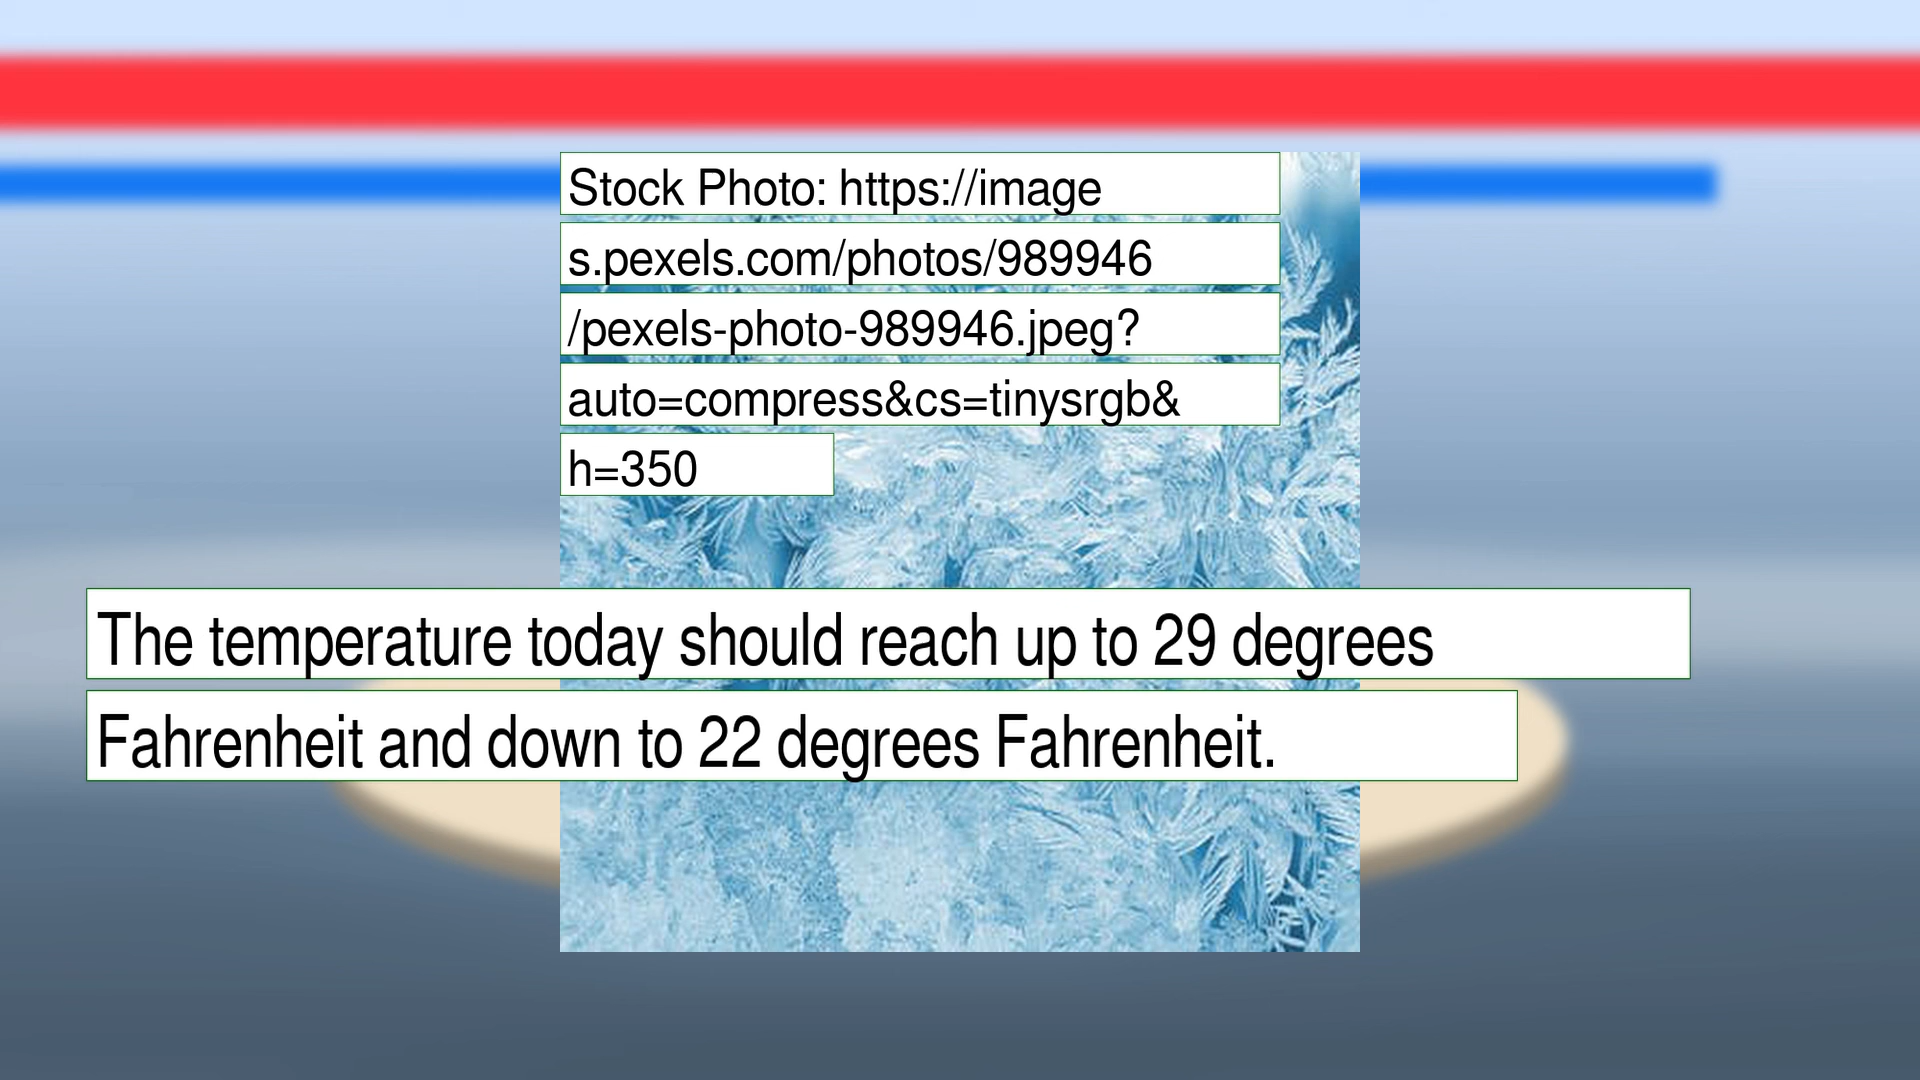 Stock Photo: https://image
s.pexels.com/photos/989946
/pexels-photo-989946.jpeg?
auto=compress&cs=tinysrgb&
h=350
The temperature today should reach up to 29 degrees
Fahrenheit and down to 22 degrees Fahrenheit.